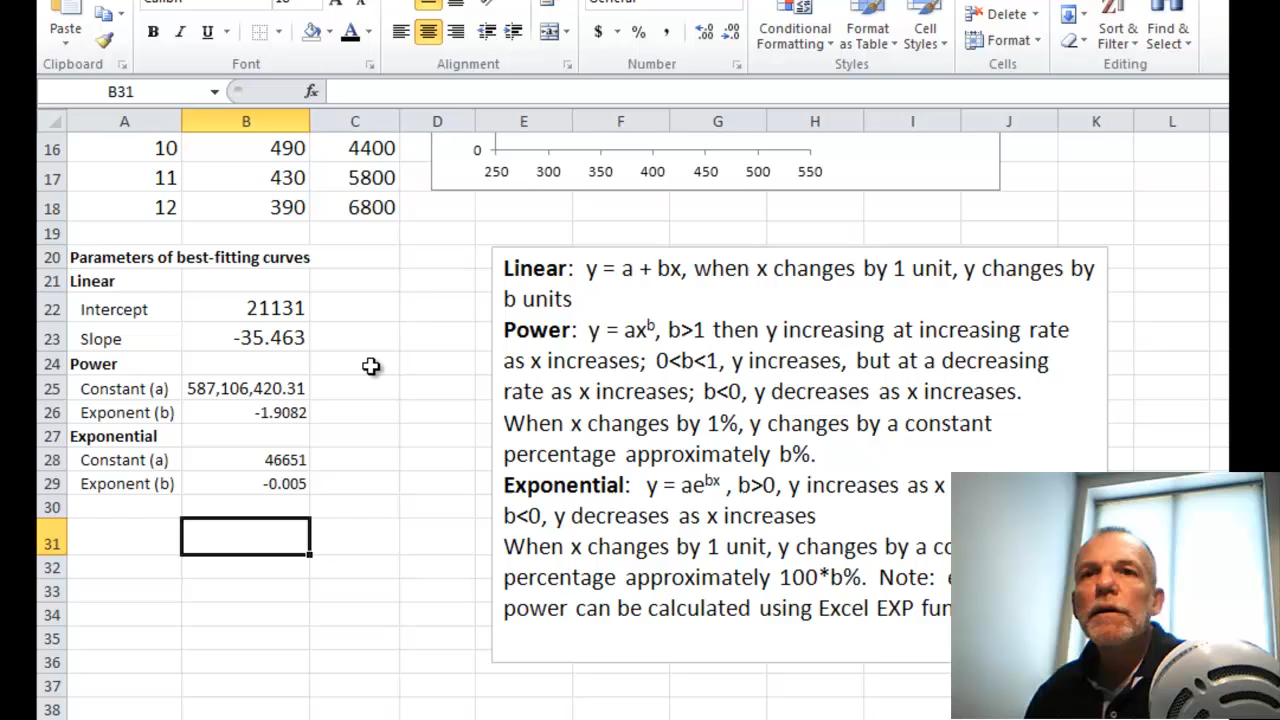 Paste
Clipboard
B I U A
Font
Alignment
$ % ,
Number
Conditional Formatting
Format as Table
Cell Styles
Styles
Delete
Format
Cells
Sort & Filter
Find & Select
Editing
B31 fx
A B C D E F G H I J K L
16 10 490 4400
17 11 430 5800
18 12 390 6800
0
250 300 350 400 450 500 550
19
20 Parameters of best-fitting curves
21 Linear
22 Intercept 21131
23 Slope -35.463
24 Power
25 Constant (a) 587,106,420.31
26 Exponent (b) -1.9082
27 Exponential
28 Constant (a) 46651
29 Exponent (b) -0.005
30
31
32
33
34
35
36
37
38
Linear: y = a + bx, when x changes by 1 unit, y changes by
b units
Power: y = axᵇ, b>1 then y increasing at increasing rate
as x increases; 0<b<1, y increases, but at a decreasing
rate as x increases; b<0, y decreases as x increases.
When x changes by 1%, y changes by a constant
percentage approximately b%.
Exponential: y = aeᵇˣ , b>0, y increases as x
b<0, y decreases as x increases
When x changes by 1 unit, y changes by a
percentage approximately 100*b%. Note:
power can be calculated using Excel EXP